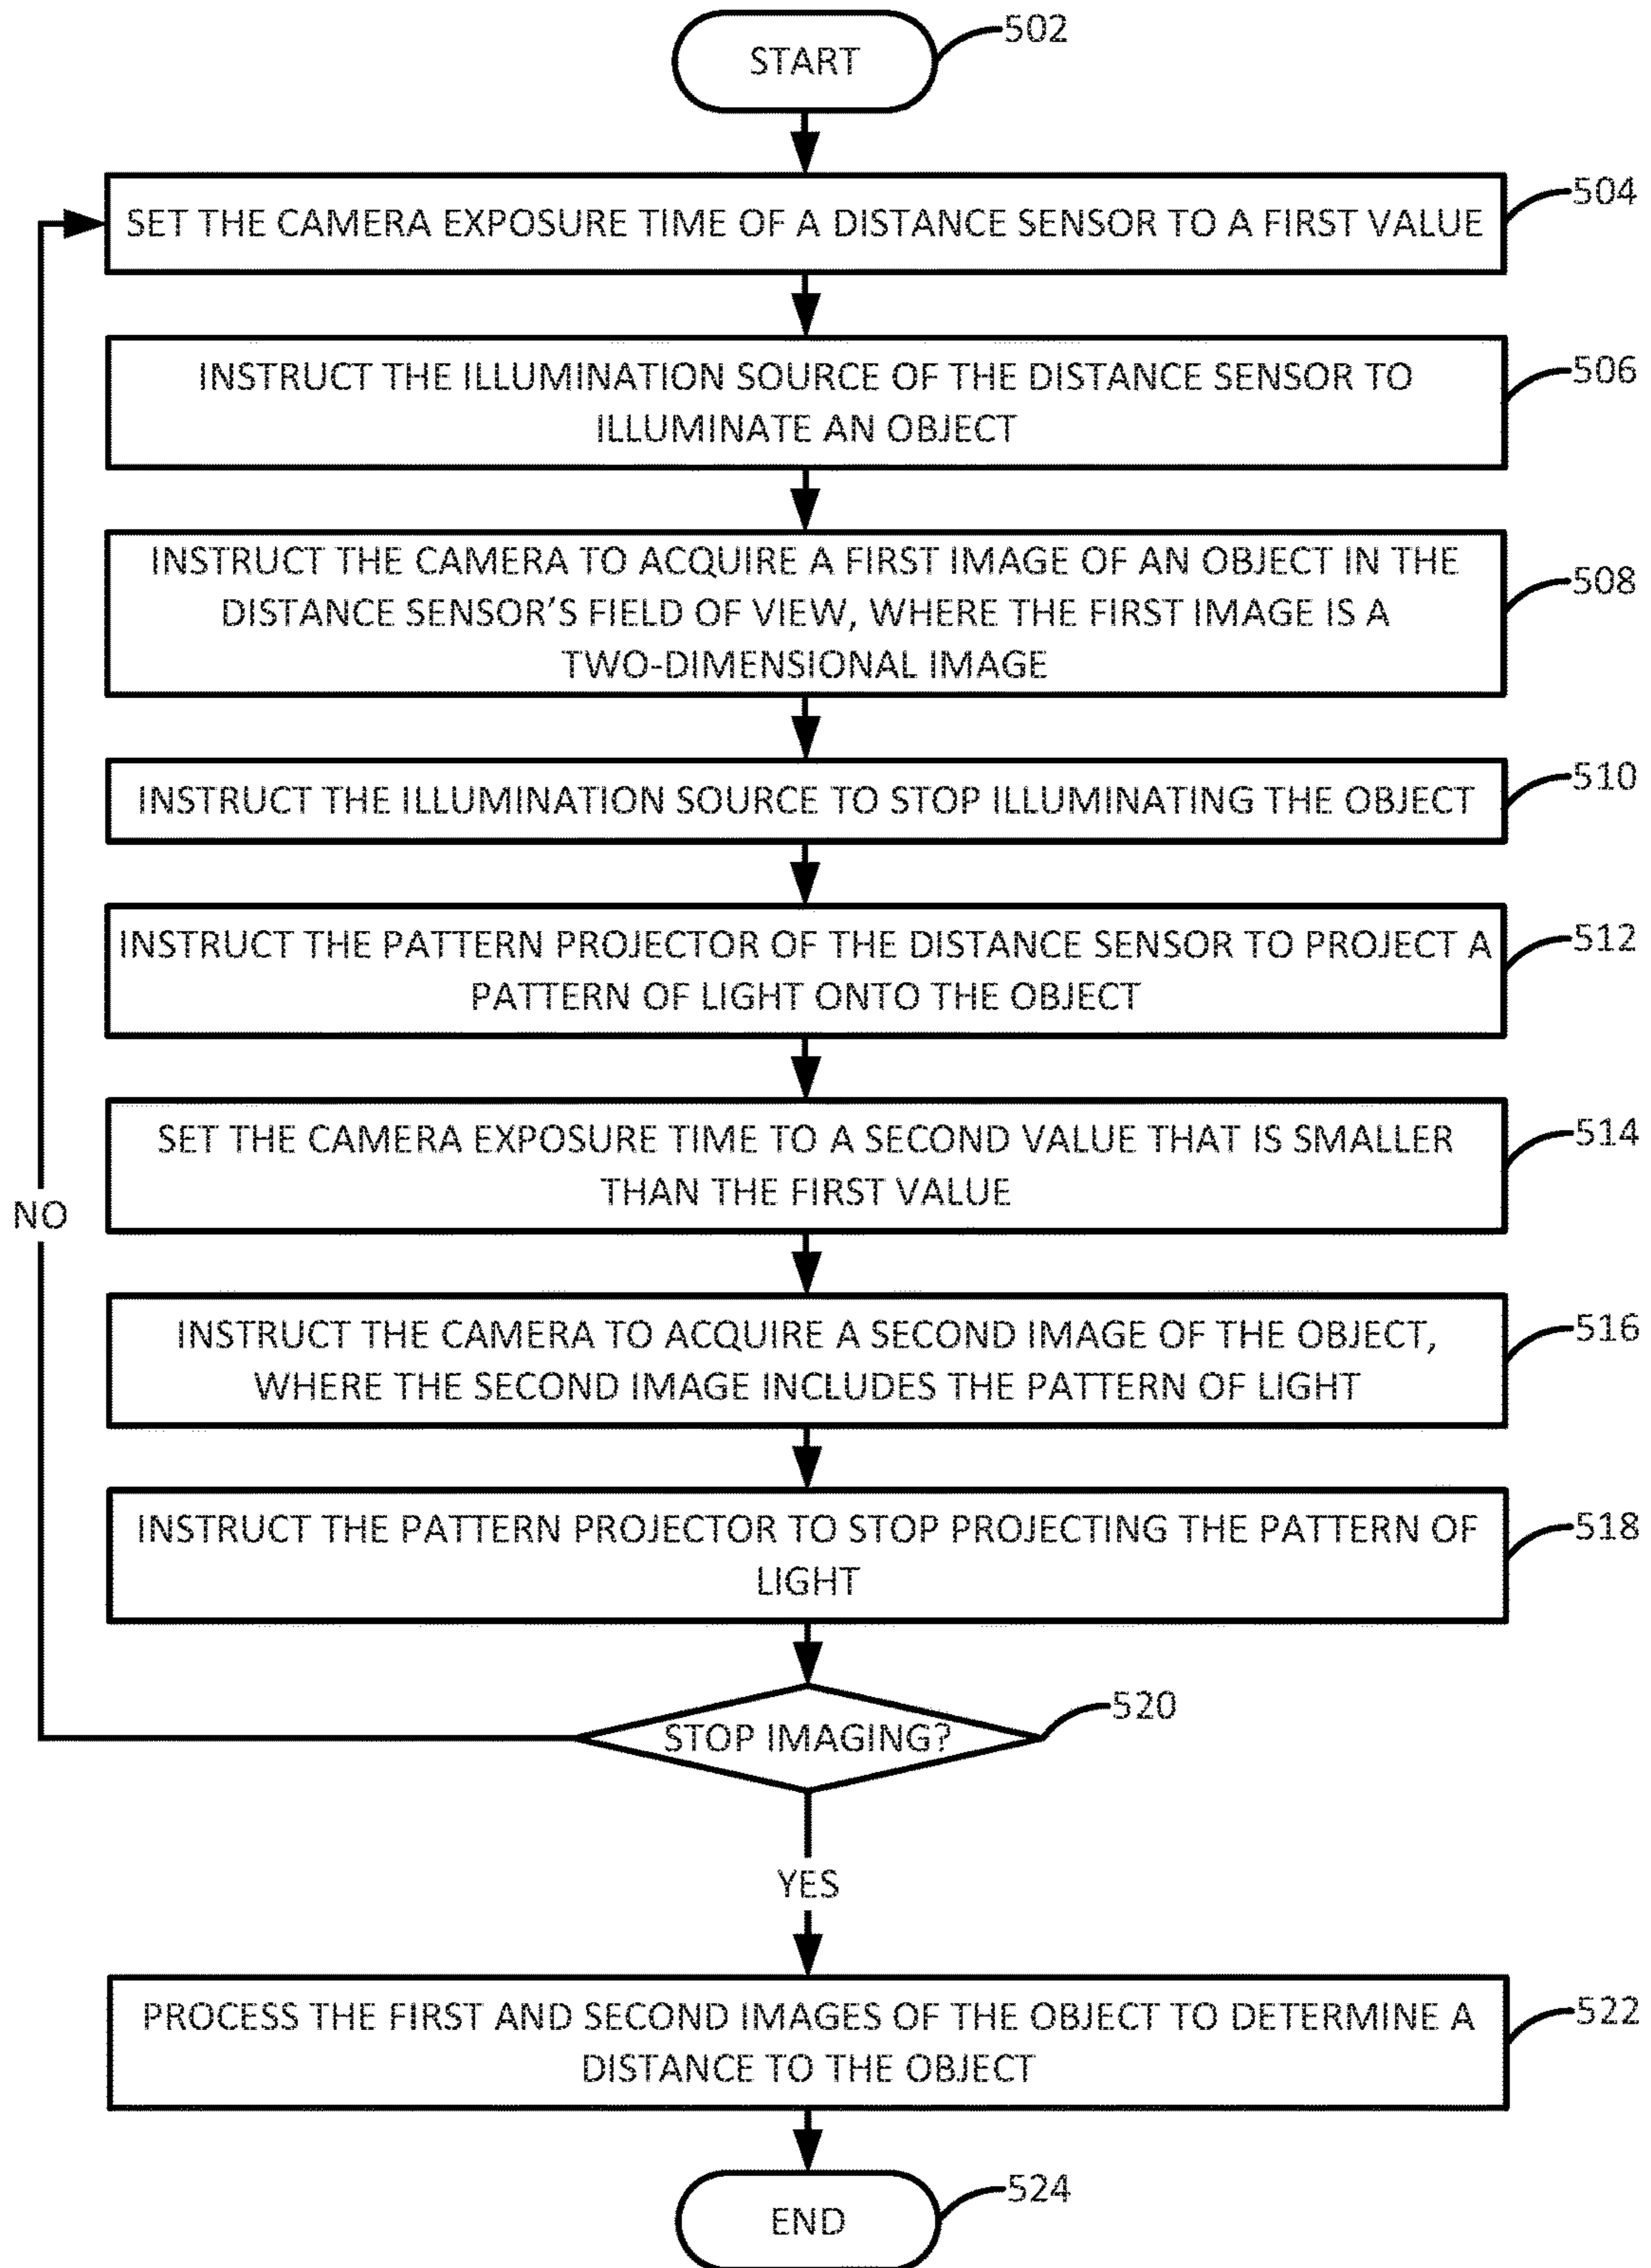 START
502
SET THE CAMERA EXPOSURE TIME OF A DISTANCE SENSOR TO A FIRST VALUE
504
INSTRUCT THE ILLUMINATION SOURCE OF THE DISTANCE SENSOR TO
ILLUMINATE AN OBJECT
506
INSTRUCT THE CAMERA TO ACQUIRE A FIRST IMAGE OF AN OBJECT IN THE
DISTANCE SENSOR'S FIELD OF VIEW, WHERE THE FIRST IMAGE IS A
TWO-DIMENSIONAL IMAGE
508
INSTRUCT THE ILLUMINATION SOURCE TO STOP ILLUMINATING THE OBJECT
510
INSTRUCT THE PATTERN PROJECTOR OF THE DISTANCE SENSOR TO PROJECT A
PATTERN OF LIGHT ONTO THE OBJECT
512
SET THE CAMERA EXPOSURE TIME TO A SECOND VALUE THAT IS SMALLER
THAN THE FIRST VALUE
514
NO
INSTRUCT THE CAMERA TO ACQUIRE A SECOND IMAGE OF THE OBJECT,
WHERE THE SECOND IMAGE INCLUDES THE PATTERN OF LIGHT
516
INSTRUCT THE PATTERN PROJECTOR TO STOP PROJECTING THE PATTERN OF
LIGHT
518
STOP IMAGING?
520
YES
PROCESS THE FIRST AND SECOND IMAGES OF THE OBJECT TO DETERMINE A
DISTANCE TO THE OBJECT
522
END
524